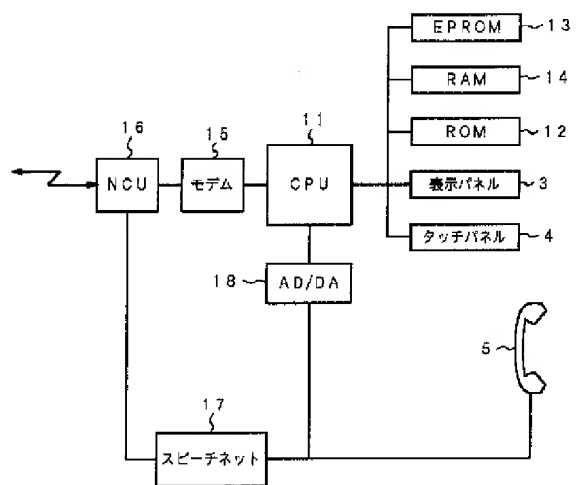 EPROM 13
RAM 14
ROM 12
表示パネル 3
タッチパネル 4
16 15 11
NCU モデム CPU
18 AD/DA
5
17
スピーチネット